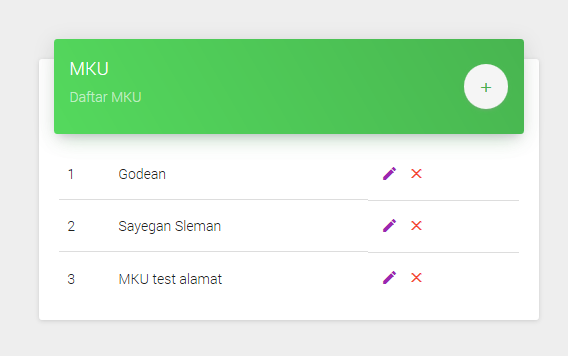 MKU
Daftar MKU
+
1 Godean
2 Sayegan Sleman
3 MKU test alamat